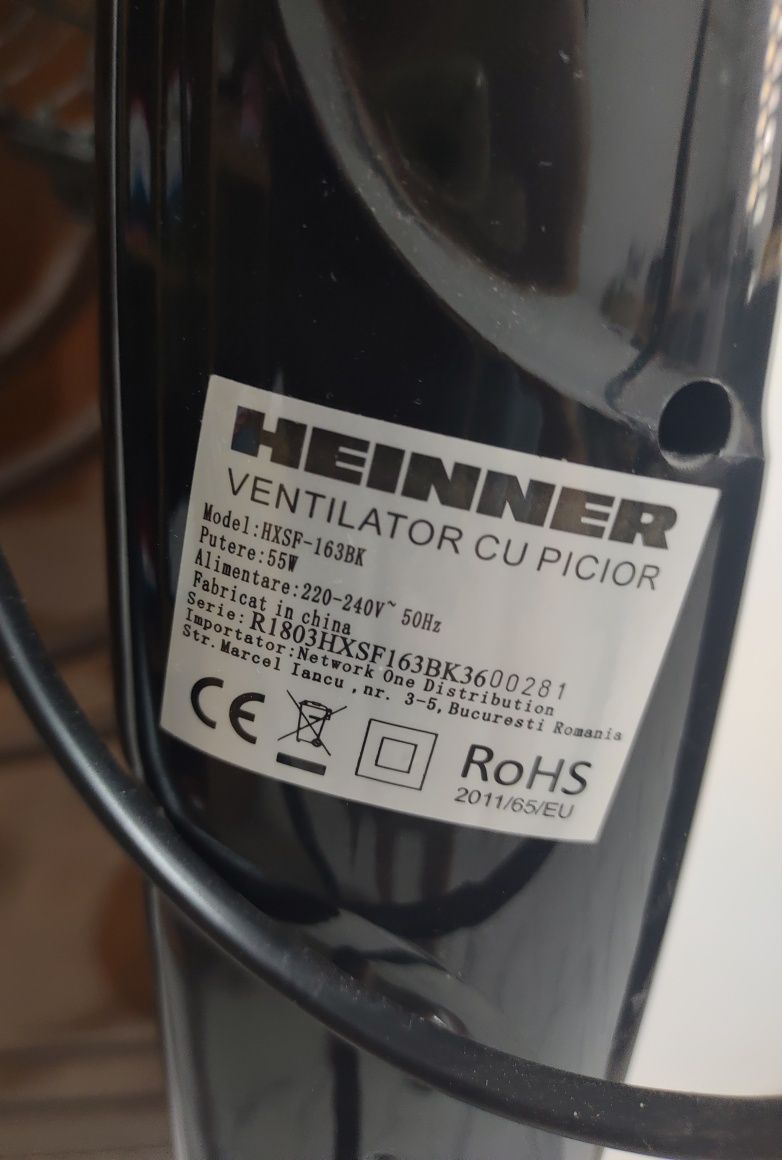 HEINNER
VENTILATOR CU PICIOR
Model:HXSF-163BK
Putere:55W
Alimentare:220-240V~ 50Hz
Fabricat in china
Serie:R1803HXSF163BK3600281
Importator:Network One Distribution
Str.Marcel Iancu ,nr. 3-5,Bucuresti Romania
CE
RoHS
2011/65/EU